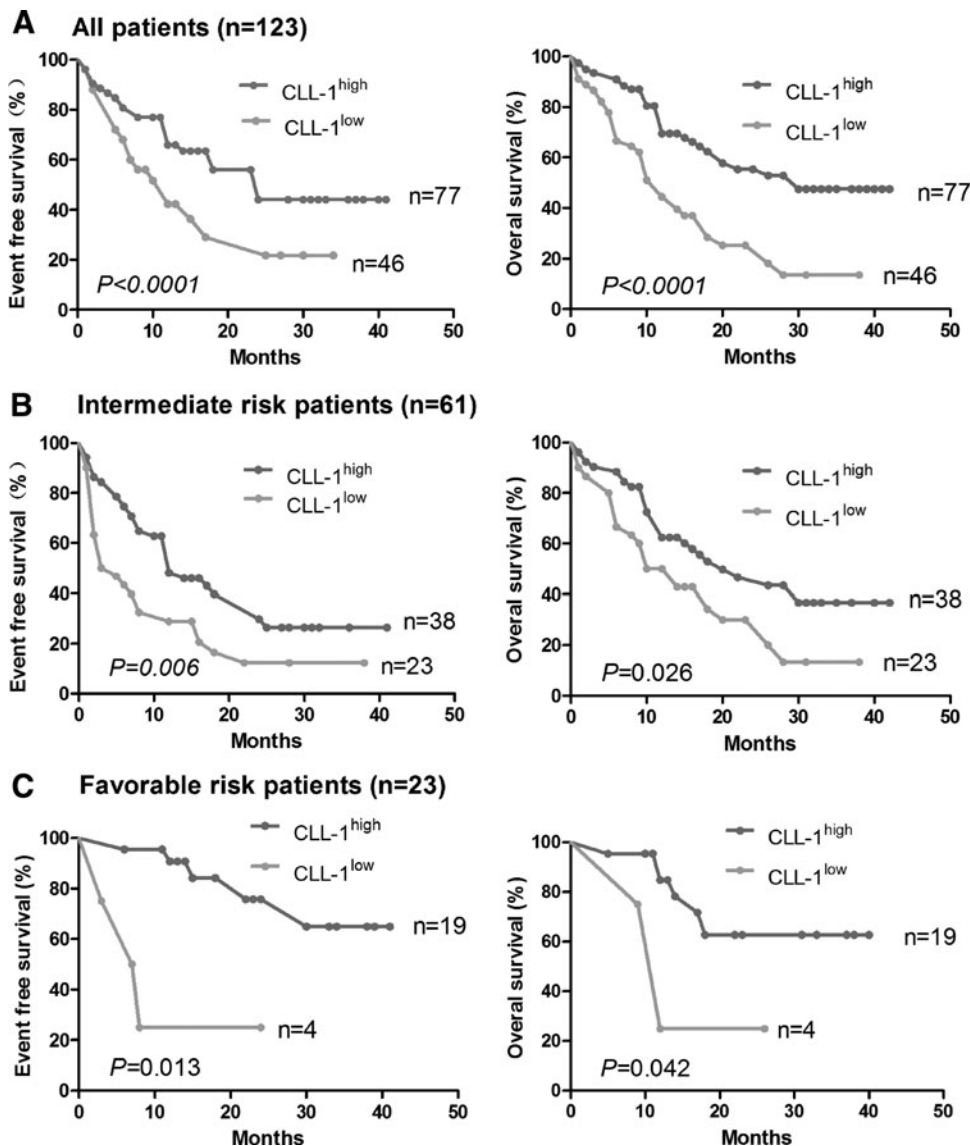 A All patients (n=123)
Event free survival (%)
100
80
60
40
20
0
CLL-1high
CLL-1low
n=77
n=46
P<0.0001
0 10 20 30 40 50
Months
Overal survival (%)
100
80
60
40
20
0
CLL-1high
CLL-1low
n=77
n=46
P<0.0001
0 10 20 30 40 50
Months
B Intermediate risk patients (n=61)
Event free survival (%)
100
80
60
40
20
0
CLL-1high
CLL-1low
n=38
n=23
P=0.006
0 10 20 30 40 50
Months
Overal survival (%)
100
80
60
40
20
0
CLL-1high
CLL-1low
n=38
n=23
P=0.026
0 10 20 30 40 50
Months
C Favorable risk patients (n=23)
Event free survival (%)
100
80
60
40
20
0
CLL-1high
CLL-1low
n=19
n=4
P=0.013
0 10 20 30 40 50
Months
Overal survival (%)
100
80
60
40
20
0
CLL-1high
CLL-1low
n=19
n=4
P=0.042
0 10 20 30 40 50
Months